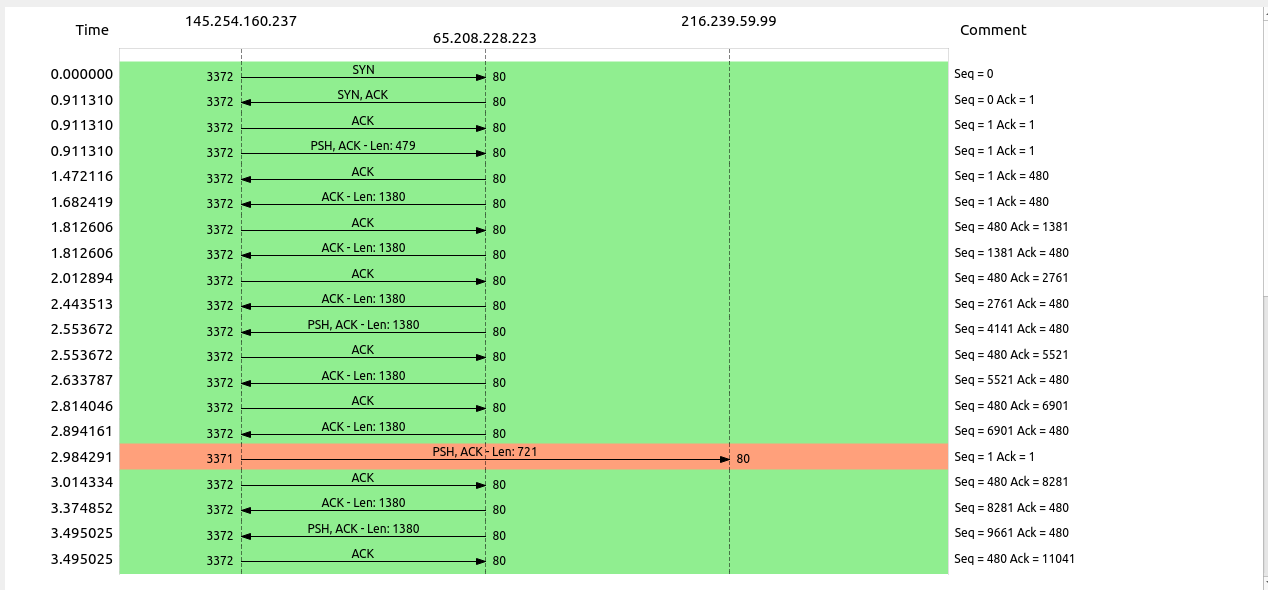 145.254.160.237 216.239.59.99
Time 65.208.228.223 Comment
0.000000 3372 SYN 80 Seq = 0
0.911310 3372 SYN, ACK 80 Seq = 0 Ack = 1
0.911310 3372 ACK 80 Seq = 1 Ack = 1
0.911310 3372 PSH, ACK - Len: 479 80 Seq = 1 Ack = 1
1.472116 3372 ACK 80 Seq = 1 Ack = 480
1.682419 3372 ACK - Len: 1380 80 Seq = 1 Ack = 480
1.812606 3372 ACK 80 Seq = 480 Ack = 1381
1.812606 3372 ACK - Len: 1380 80 Seq = 1381 Ack = 480
2.012894 3372 ACK 80 Seq = 480 Ack = 2761
2.443513 3372 ACK - Len: 1380 80 Seq = 2761 Ack = 480
2.553672 3372 PSH, ACK - Len: 1380 80 Seq = 4141 Ack = 480
2.553672 3372 ACK 80 Seq = 480 Ack = 5521
2.633787 3372 ACK - Len: 1380 80 Seq = 5521 Ack = 480
2.814046 3372 ACK 80 Seq = 480 Ack = 6901
2.894161 3372 ACK - Len: 1380 80 Seq = 6901 Ack = 480
2.984291 3371 PSH, ACK - Len: 721 80 Seq = 1 Ack = 1
3.014334 3372 ACK 80 Seq = 480 Ack = 8281
3.374852 3372 ACK - Len: 1380 80 Seq = 8281 Ack = 480
3.495025 3372 PSH, ACK - Len: 1380 80 Seq = 9661 Ack = 480
3.495025 3372 ACK 80 Seq = 480 Ack = 11041